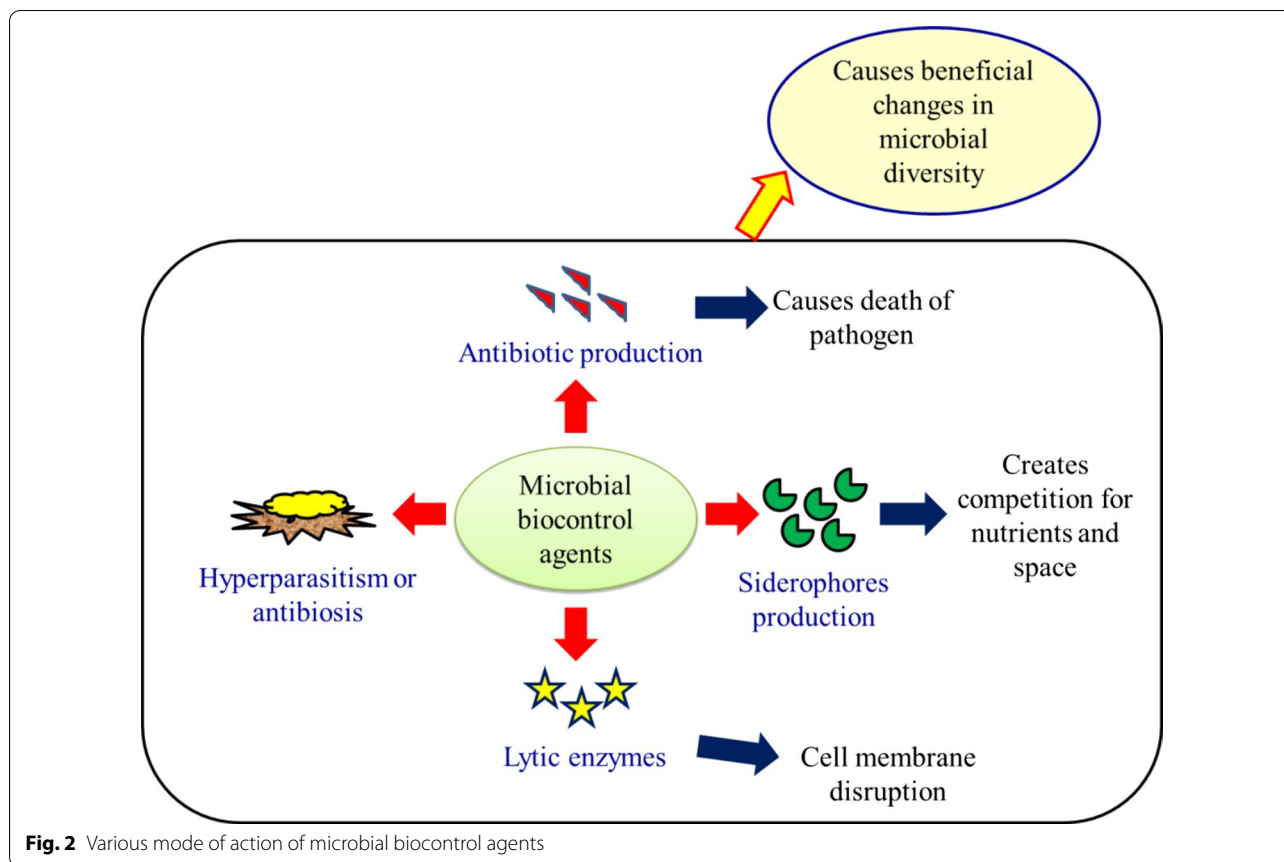 Causes beneficial
changes in
microbial
diversity
Antibiotic production
Causes death of
pathogen
Microbial
biocontrol
agents
Hyperparasitism or
antibiosis
Siderophores
production
Creates
competition for
nutrients and
space
Lytic enzymes
Cell membrane
disruption
Fig. 2 Various mode of action of microbial biocontrol agents